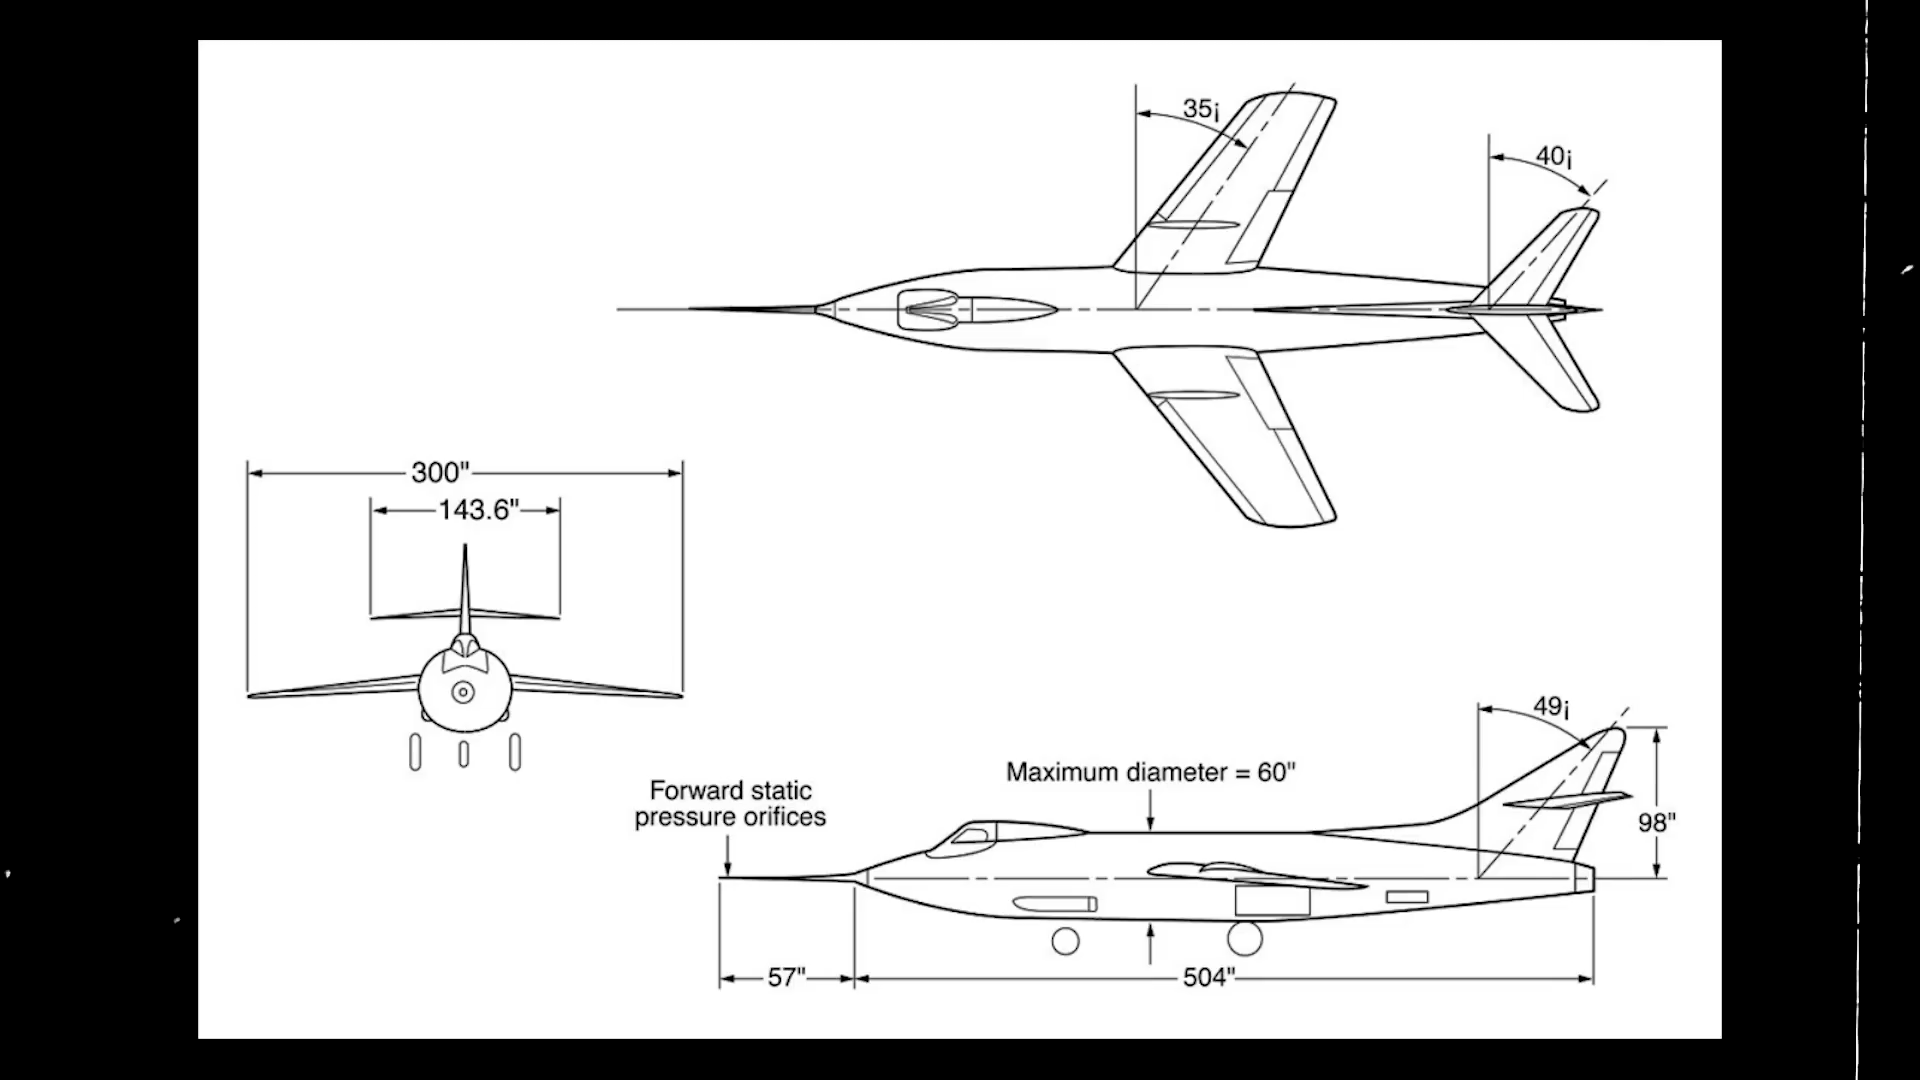 35¡
40¡
300"
143.6"
49¡
Maximum diameter = 60"
Forward static
pressure orifices
98"
57"
504"